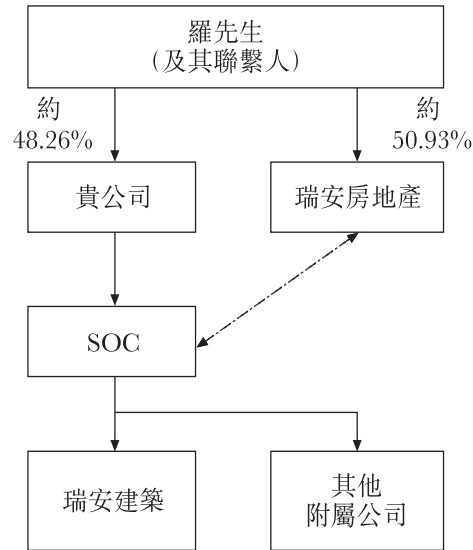 羅先生
(及其聯繫人)
約
48.26%
約
50.93%
貴公司
瑞安房地產
SOC
瑞安建築
其他
附屬公司